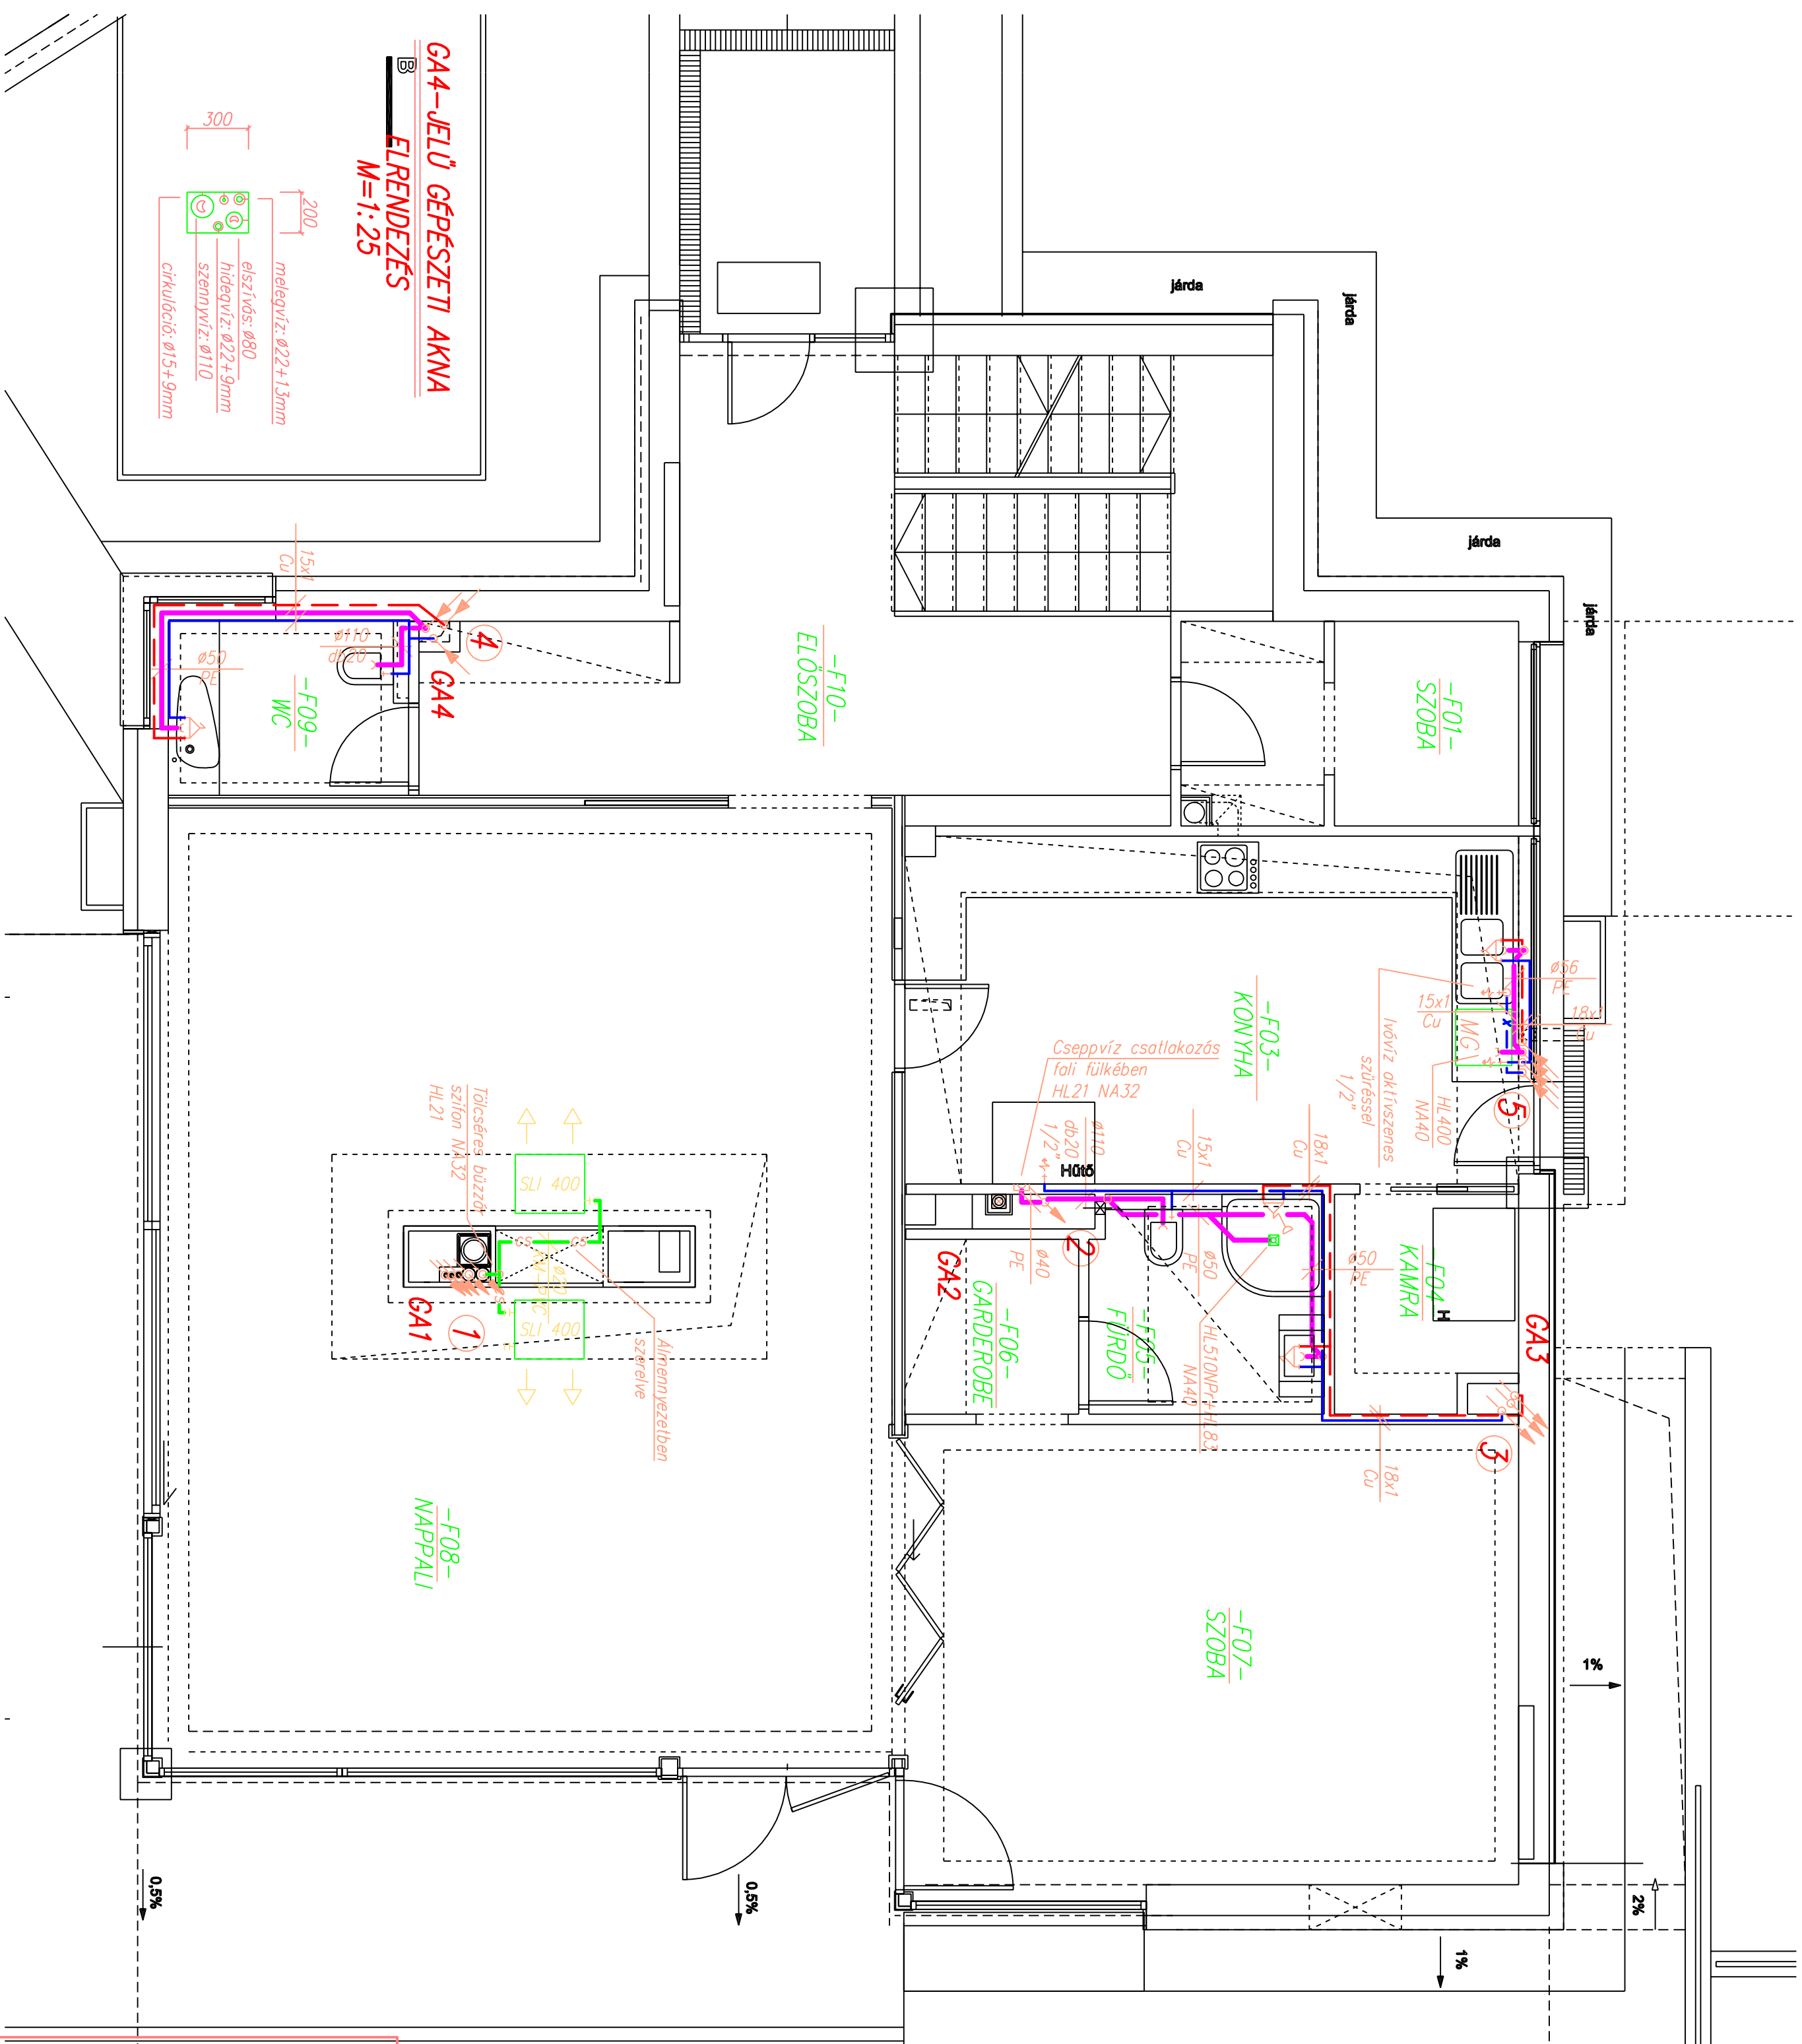 GA4-JELŰ GÉPÉSZETI AKNA
ELRENDEZÉS
M=1:25
B
300
200
melegvíz: ø22+13mm
elszívás: ø80
hidegvíz: ø22+9mm
szennyvíz: ø110
cirkuláció: ø15+9mm
járda
járda
járda
járda
15x1
Cu
ø110
db20
ø50
PE
4
GA4
-F09-
WC
-F10-
ELŐSZOBA
-F01-
SZOBA
-F03-
KONYHA
ø56
PE
15x1
Cu
18x1
Cu
MG
5
Ivóvíz aktívszenes
szűréssel
1/2"
HL400
NA40
Cseppvíz csatlakozás
fali fülkében
HL21 NA32
ø110
db20
1/2"
Hűtő
15x1
Cu
18x1
Cu
Tölcséres bűzzár
szifon NA32
HL21
SLI 400
cs
cs
SLI 400
GA1
1
Álmennyezetben
szerelve
GA2
2
ø40
PE
ø50
PE
ø50
PE
-F06-
GARDEROBE
-F05-
FÜRDŐ
HL510NPr+HL83
NA40
-F04-
KAMRA
H
GA3
3
18x1
Cu
-F08-
NAPPALI
-F07-
SZOBA
1%
2%
1%
0,5%
0,5%